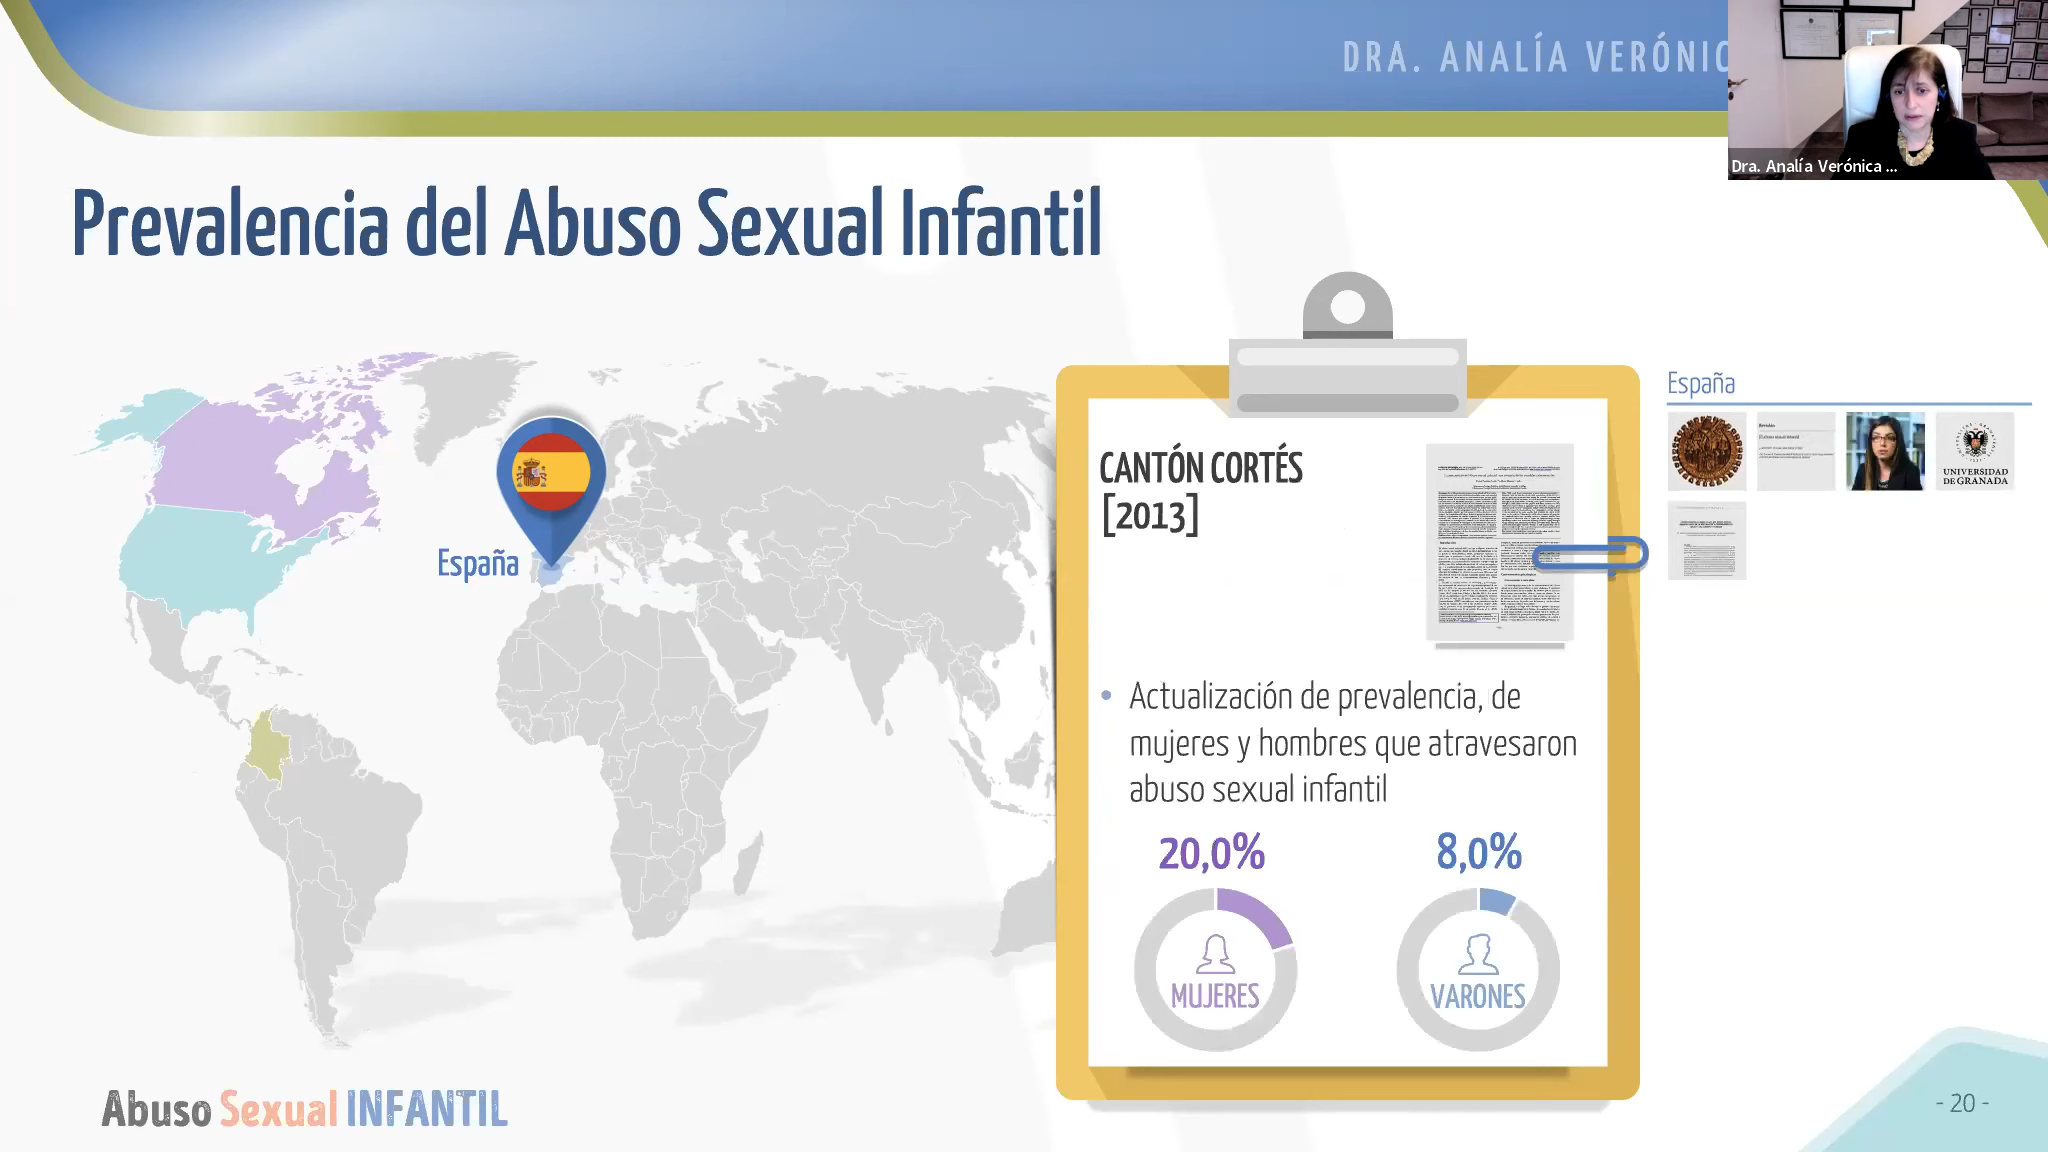 DRA. ANALÍA VERÓNIC
Dra. Analía Verónica ...
Prevalencia del Abuso Sexual Infantil
España
España
Revisión
UNIVERSIDAD
DE GRANADA
CANTÓN CORTÉS
[2013]
• Actualización de prevalencia, de
mujeres y hombres que atravesaron
abuso sexual infantil
20,0%
8,0%
MUJERES
VARONES
Abuso Sexual INFANTIL
- 20 -